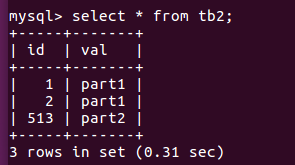 mysql> select * from tb2;
+-----+-------+
| id  | val   |
+-----+-------+
|   1 | part1 |
|   2 | part1 |
| 513 | part2 |
+-----+-------+
3 rows in set (0.31 sec)